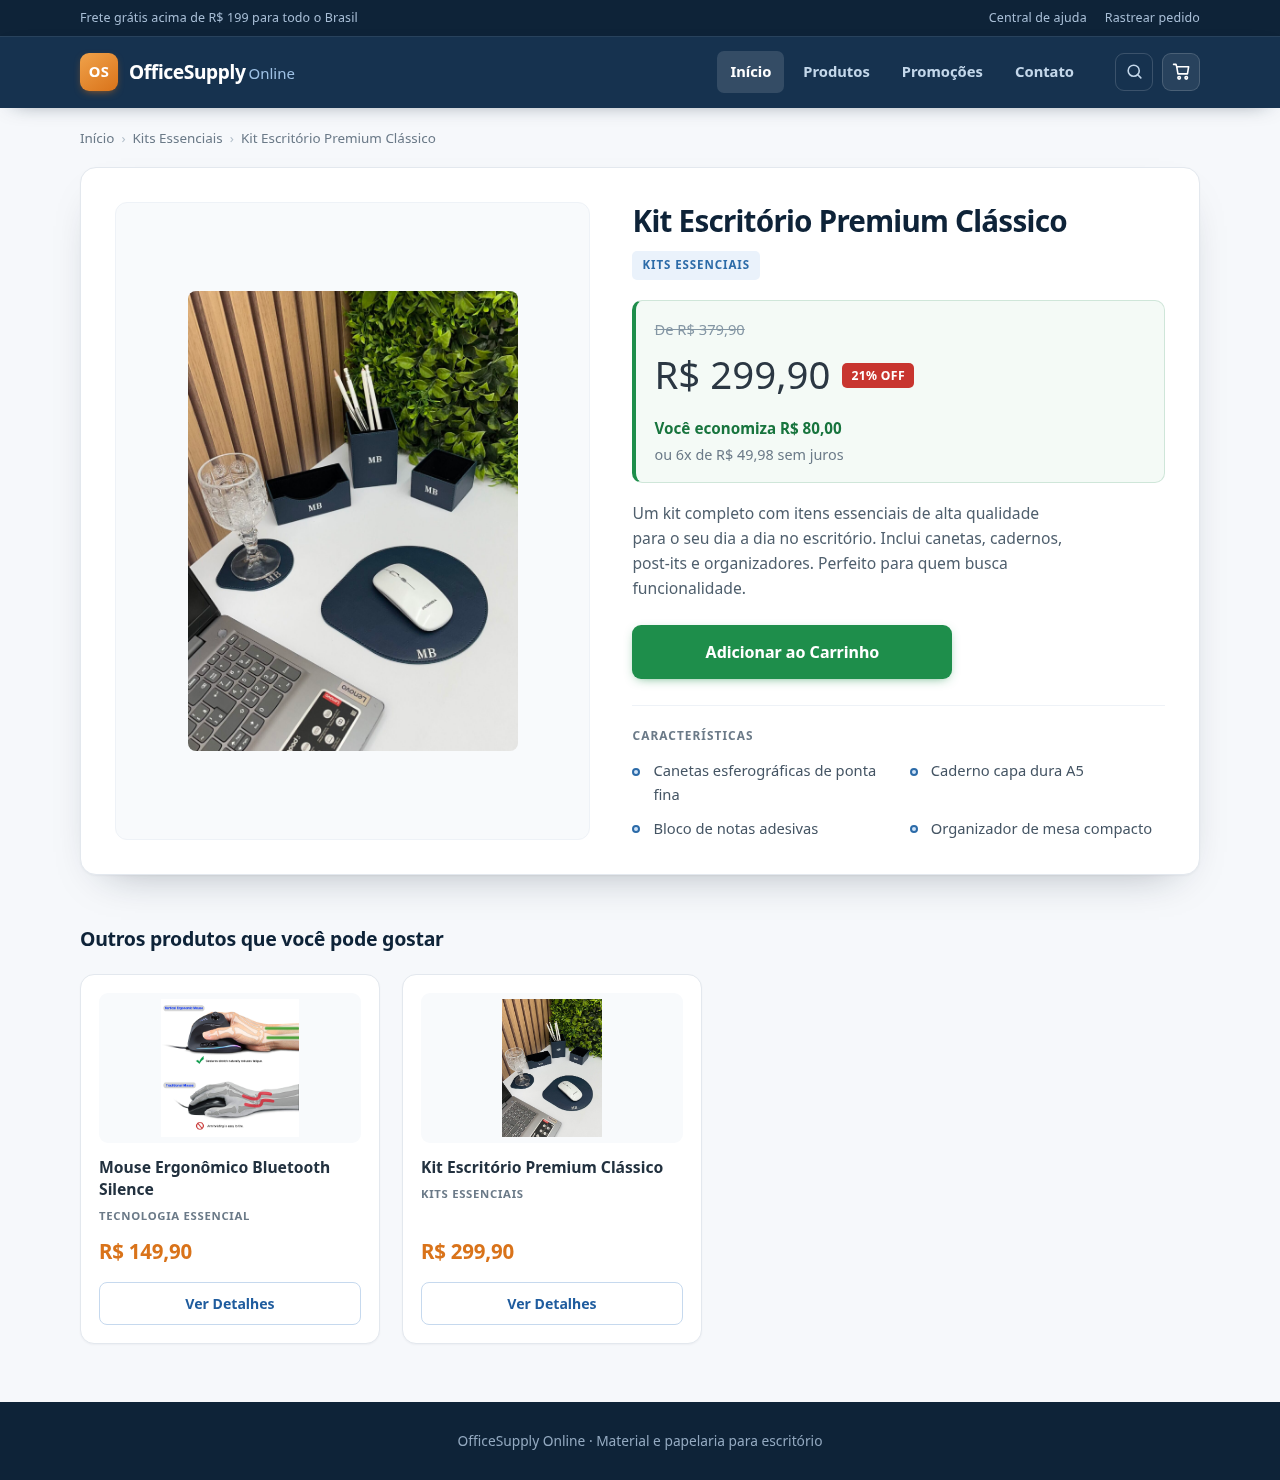 Frete grátis acima de R$ 199 para todo o Brasil
Central de ajuda
Rastrear pedido
OS
OfficeSupply Online
Início
Produtos
Promoções
Contato
Início › Kits Essenciais › Kit Escritório Premium Clássico
Kit Escritório Premium Clássico
KITS ESSENCIAIS
De R$ 379,90
R$ 299,90
21% OFF
Você economiza R$ 80,00
ou 6x de R$ 49,98 sem juros
Um kit completo com itens essenciais de alta qualidade
para o seu dia a dia no escritório. Inclui canetas, cadernos,
post-its e organizadores. Perfeito para quem busca
funcionalidade.
Adicionar ao Carrinho
CARACTERÍSTICAS
Canetas esferográficas de ponta
fina
Caderno capa dura A5
Bloco de notas adesivas
Organizador de mesa compacto
MB
MB
MB
MB
MB
Lenovo
Outros produtos que você pode gostar
Traditional Mouse
Mouse Ergonômico Bluetooth
Silence
TECNOLOGIA ESSENCIAL
R$ 149,90
Ver Detalhes
Kit Escritório Premium Clássico
KITS ESSENCIAIS
R$ 299,90
Ver Detalhes
OfficeSupply Online · Material e papelaria para escritório